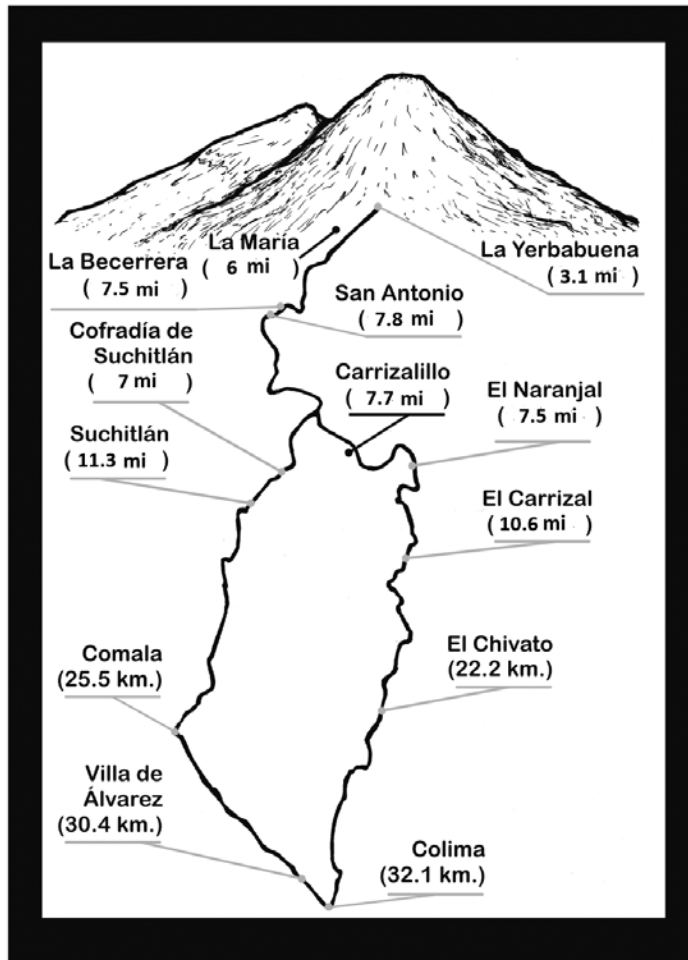 La María
( 6 mi )
La Becerrera
( 7.5 mi )
La Yerbabuena
( 3.1 mi )
San Antonio
( 7.8 mi )
Cofradía de
Suchitlán
( 7 mi )
Carrizalillo
( 7.7 mi )
El Naranjal
( 7.5 mi )
Suchitlán
( 11.3 mi )
El Carrizal
( 10.6 mi )
Comala
(25.5 km.)
El Chivato
(22.2 km.)
Villa de
Álvarez
(30.4 km.)
Colima
(32.1 km.)